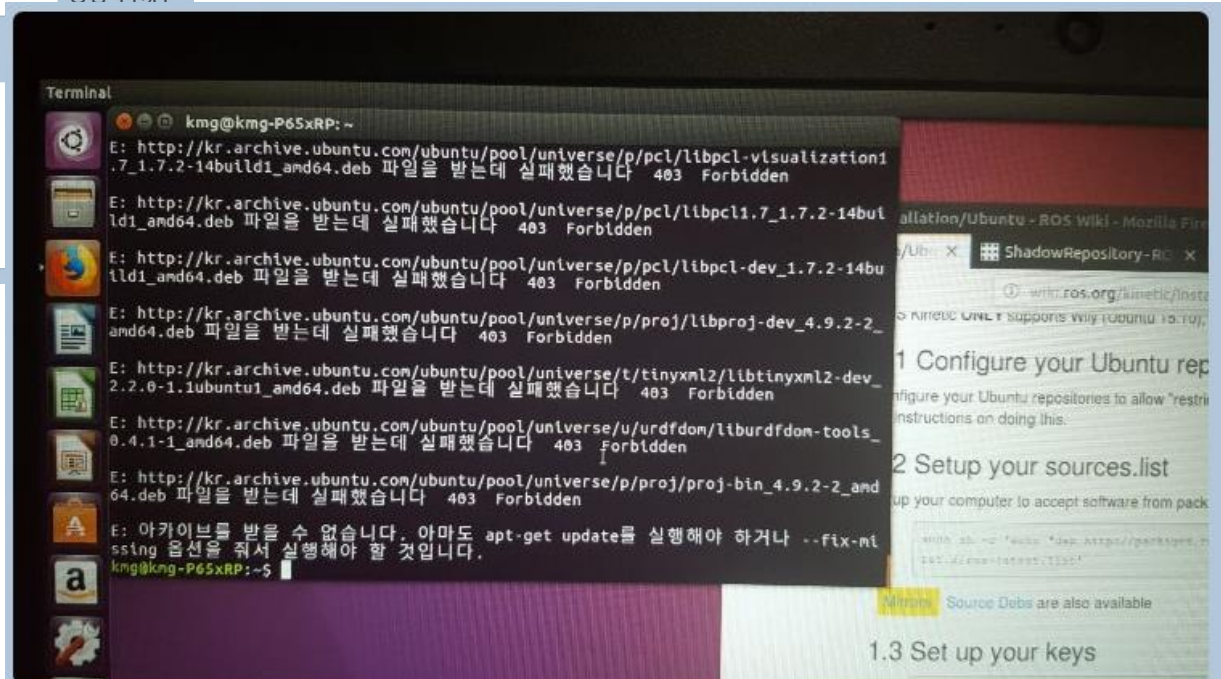 Terminal
kmg@kmg-P65xRP: ~
E: http://kr.archive.ubuntu.com/ubuntu/pool/universe/p/pcl/libpcl-visualization1
.7_1.7.2-14build1_amd64.deb 파일을 받는데 실패했습니다  403  Forbidden
E: http://kr.archive.ubuntu.com/ubuntu/pool/universe/p/pcl/libpcl1.7_1.7.2-14bui
ld1_amd64.deb 파일을 받는데 실패했습니다  403  Forbidden
E: http://kr.archive.ubuntu.com/ubuntu/pool/universe/p/pcl/libpcl-dev_1.7.2-14bu
ild1_amd64.deb 파일을 받는데 실패했습니다  403  Forbidden
E: http://kr.archive.ubuntu.com/ubuntu/pool/universe/p/proj/libproj-dev_4.9.2-2_
amd64.deb 파일을 받는데 실패했습니다  403  Forbidden
E: http://kr.archive.ubuntu.com/ubuntu/pool/universe/t/tinyxml2/libtinyxml2-dev_
2.2.0-1.1ubuntu1_amd64.deb 파일을 받는데 실패했습니다  403  Forbidden
E: http://kr.archive.ubuntu.com/ubuntu/pool/universe/u/urdfdom/liburdfdom-tools_
0.4.1-1_amd64.deb 파일을 받는데 실패했습니다  403  Forbidden
E: http://kr.archive.ubuntu.com/ubuntu/pool/universe/p/proj/proj-bin_4.9.2-2_amd
64.deb 파일을 받는데 실패했습니다  403  Forbidden
E: 아카이브를 받을 수 없습니다. 아마도 apt-get update를 실행해야 하거나 --fix-mi
ssing 옵션을 줘서 실행해야 할 것입니다.
kmg@kmg-P65xRP:~$
allation/Ubuntu - ROS Wiki - Mozilla Fire
ShadowRepository - RO
wiki.ros.org/kinetic/Insta
Kinetic ONLY supports Wily (Ubuntu 15.10),
1 Configure your Ubuntu rep
nfigure your Ubuntu repositories to allow "restri
instructions on doing this.
2 Setup your sources.list
up your computer to accept software from pack
Mirrors Source Debs are also available
1.3 Set up your keys